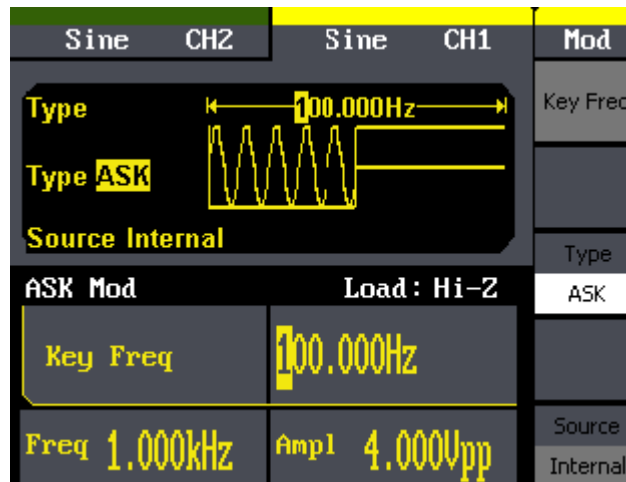 Sine CH2 Sine CH1 Mod
Type 100.000Hz Key Freq
Type ASK
Source Internal
Type
ASK Mod Load: Hi-Z ASK
Key Freq 100.000Hz
Source
Freq 1.000kHz Ampl 4.000Vpp
Internal